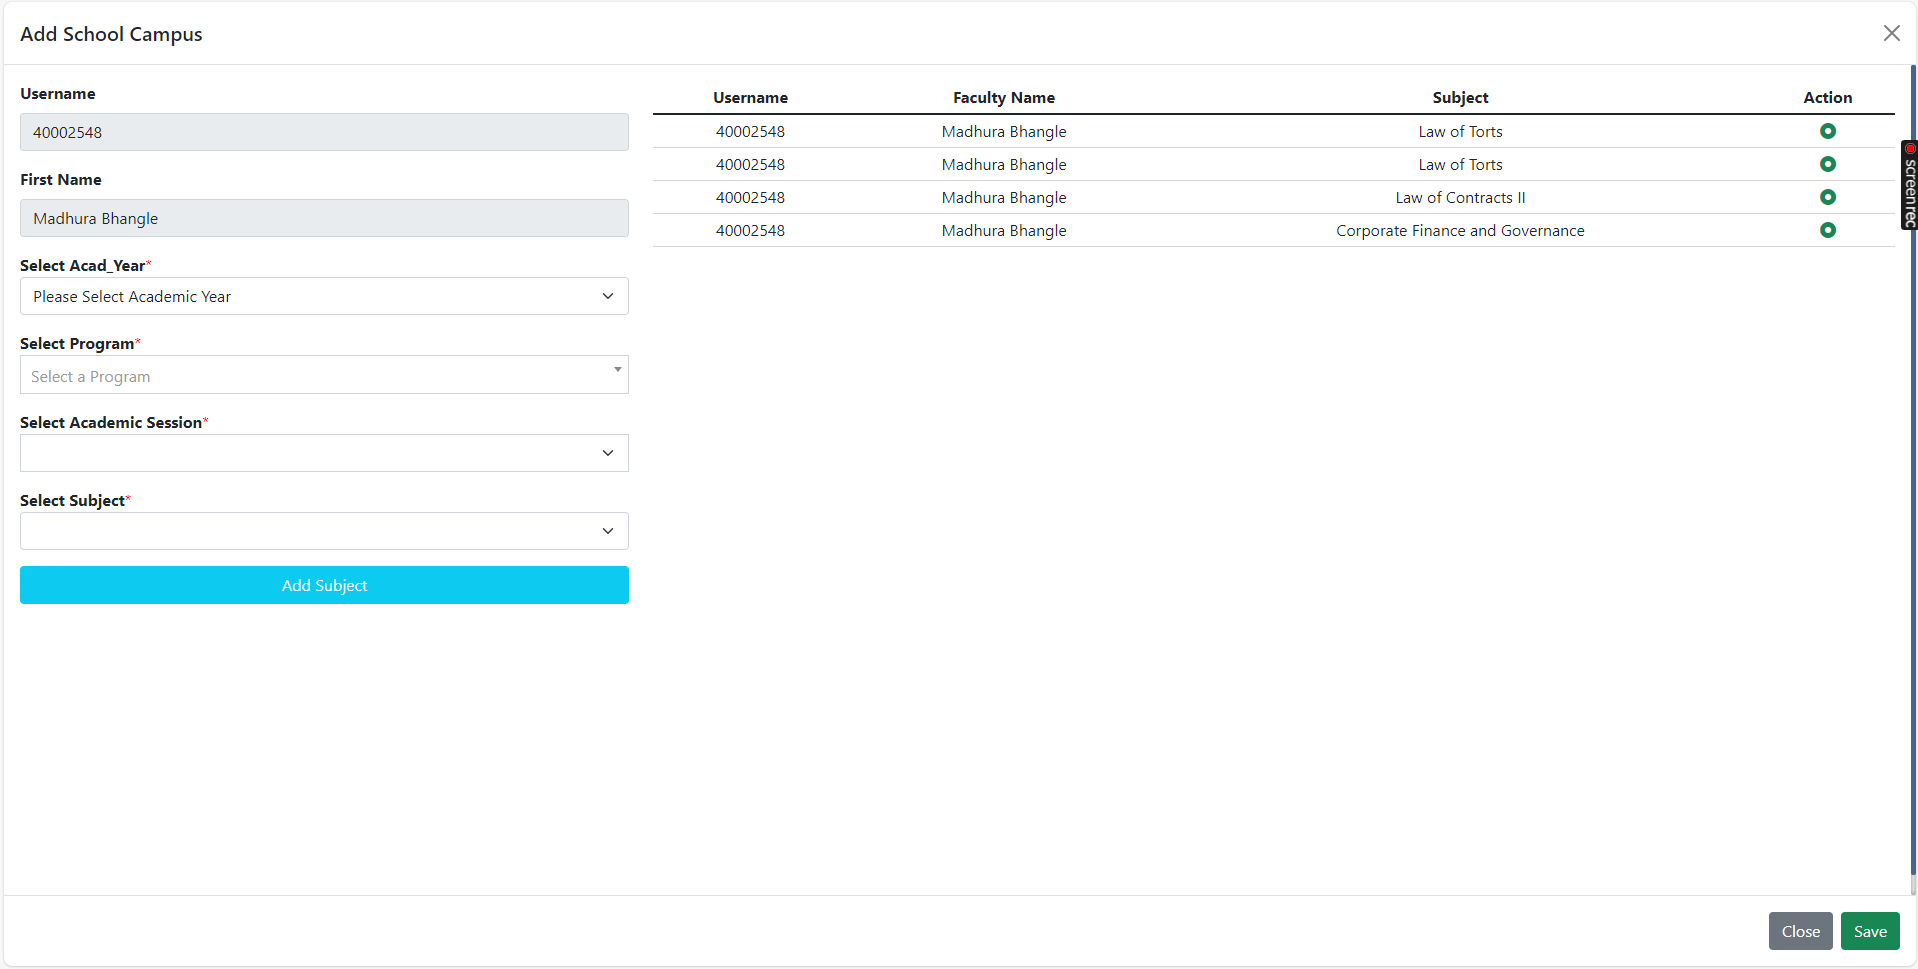 Add School Campus
Username
40002548
First Name
Madhura Bhangle
Select Acad_Year*
Please Select Academic Year
Select Program*
Select a Program
Select Academic Session*
Select Subject*
Add Subject
Username Faculty Name Subject Action
40002548 Madhura Bhangle Law of Torts
40002548 Madhura Bhangle Law of Torts
40002548 Madhura Bhangle Law of Contracts II
40002548 Madhura Bhangle Corporate Finance and Governance
screenrec
Close Save